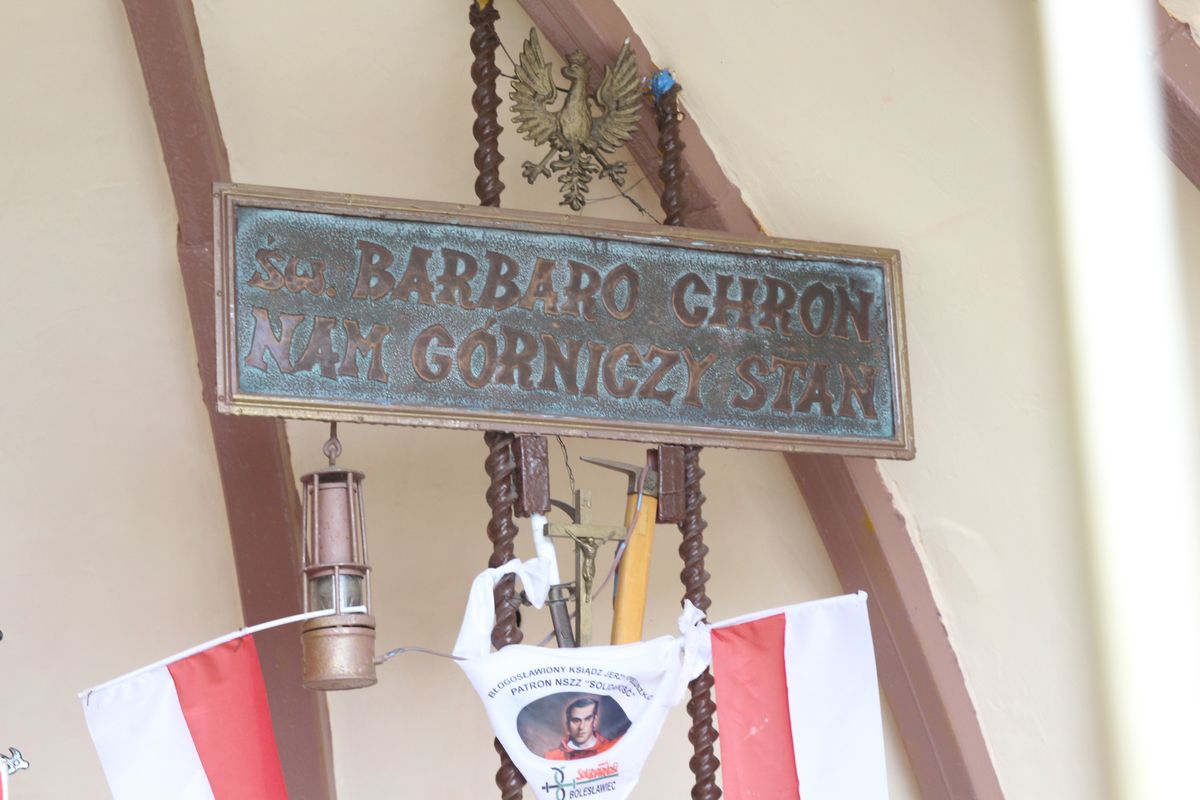 ŚW. BARBARO CHROŃ
NAM GÓRNICZY STAN
BŁOGOSŁAWIONY KSIĄDZ JERZY
PATRON NSZZ "SOLIDARNOŚĆ"
SOLIDARNOŚĆ
BOLESŁAWIEC